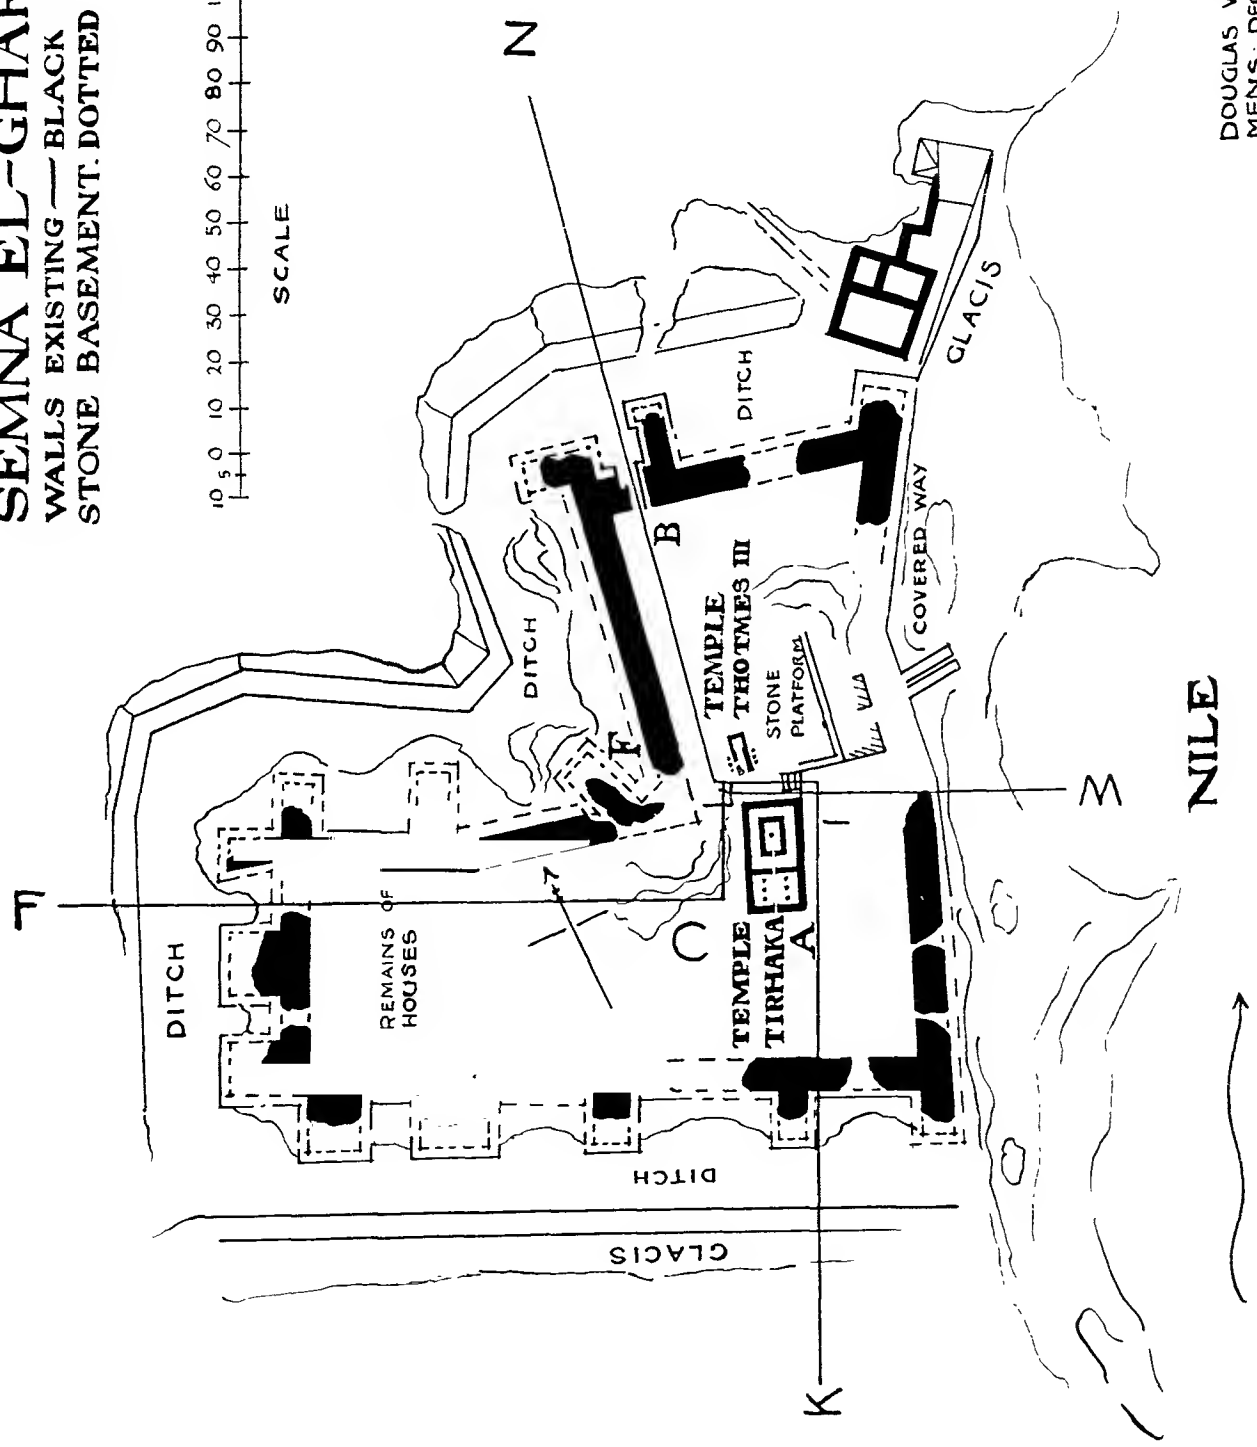 SEMNA EL-GHAR
WALLS EXISTING — BLACK
STONE BASEMENT. DOTTED
10 5 0 10 20 30 40 50 60 70 80 90
SCALE
N
F
DITCH
REMAINS OF
HOUSES
DITCH
F
B
DITCH
GLACIS
COVERED WAY
TEMPLE
THOTMES III
STONE
PLATFORM
C
TEMPLE
TIRHAKA
A
M
K
DITCH
GLACIS
NILE
DOUGLAS